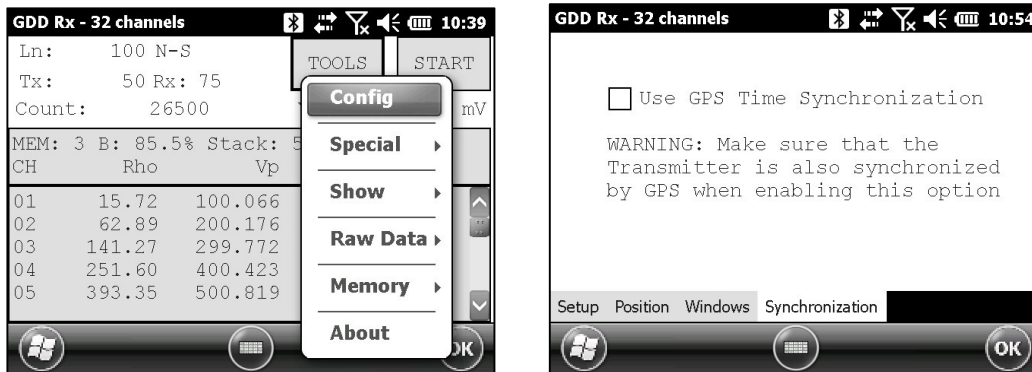 GDD Rx - 32 channels 10:39
Ln: 100 N-S
Tx: 50 Rx: 75
Count: 26500 mV
TOOLS START
MEM: 3 B: 85.5% Stack: 5
CH Rho Vp
01 15.72 100.066
02 62.89 200.176
03 141.27 299.772
04 251.60 400.423
05 393.35 500.819
Config
Special
Show
Raw Data
Memory
About
OK
GDD Rx - 32 channels 10:54
Use GPS Time Synchronization
WARNING: Make sure that the
Transmitter is also synchronized
by GPS when enabling this option
Setup Position Windows Synchronization
OK